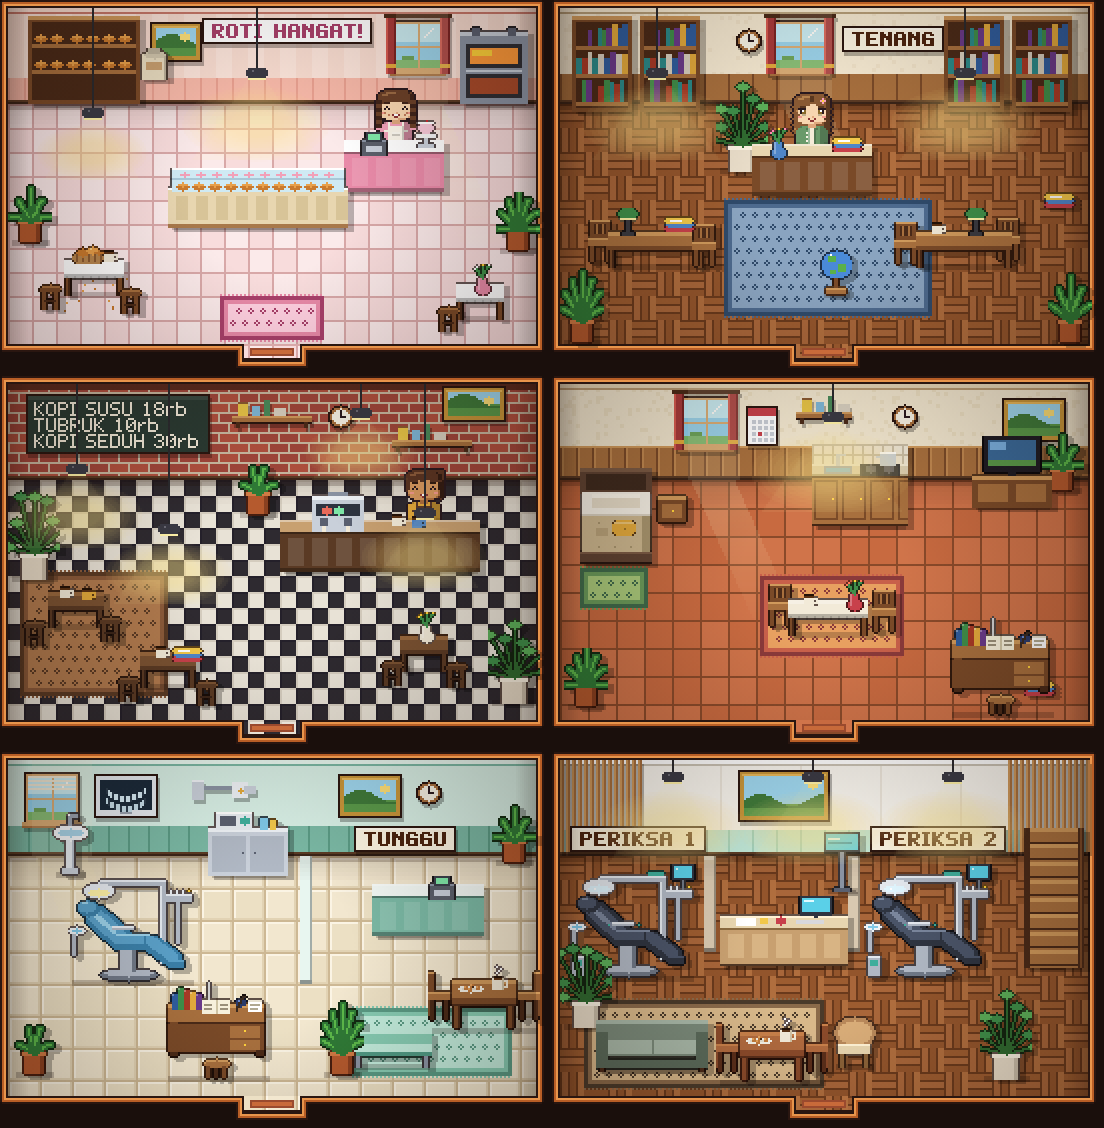 ROTI HANGAT!
TENANG
KOPI SUSU 18rb
TUBRUK 10rb
KOPI SEDUH 30rb
TUNGGU
PERIKSA 1
PERIKSA 2